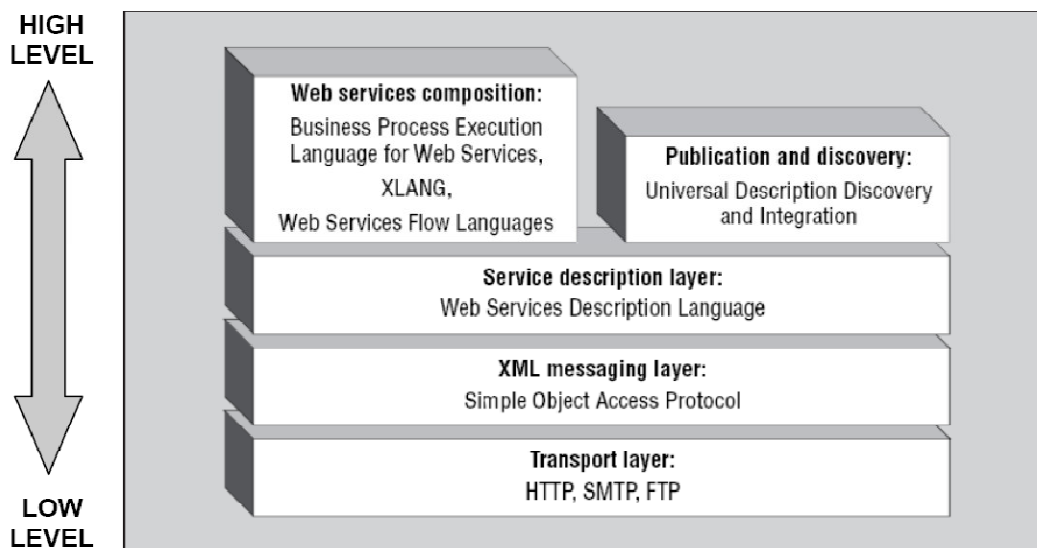 HIGH
LEVEL
Web services composition:
Business Process Execution
Language for Web Services,
XLANG,
Web Services Flow Languages
Publication and discovery:
Universal Description Discovery
and Integration
Service description layer:
Web Services Description Language
XML messaging layer:
Simple Object Access Protocol
Transport layer:
HTTP, SMTP, FTP
LOW
LEVEL